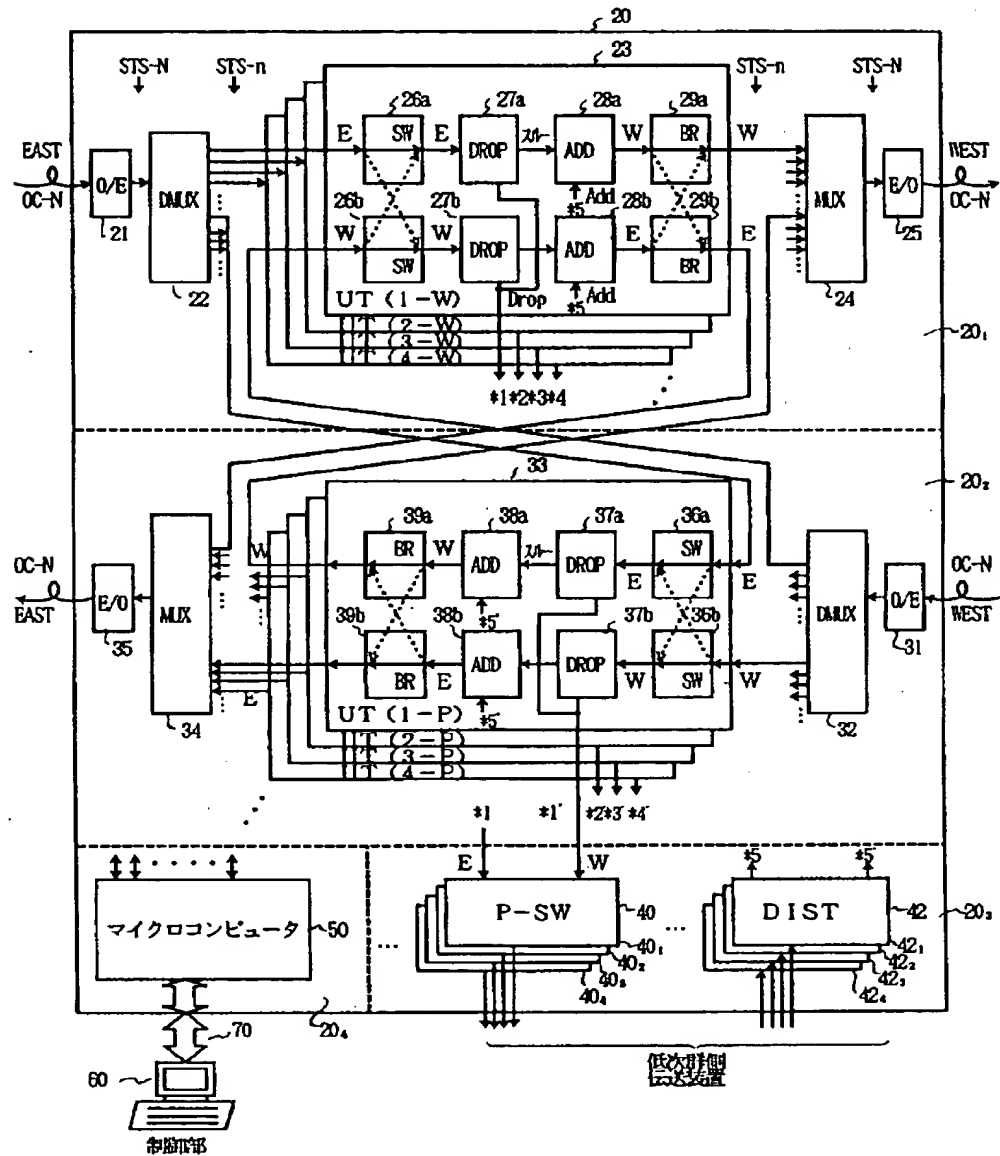 20
STS-N
STS-n
23
STS-n
STS-N
26a
27a
28a
29a
EAST
OC-N
O/E
21
DMUX
22
E
SW
E
DROP
スルー
ADD
W
BR
W
MUX
24
E/O
25
WEST
OC-N
*5
Add
26b
27b
28b
29b
W
SW
W
DROP
ADD
E
BR
E
UT (1-W)
Drop
*5
Add
(2-W)
(3-W)
(4-W)
*1 *2 *3 *4
20₁
33
20₂
39a
38a
37a
36a
OC-N
EAST
E/O
35
MUX
34
W
BR
W
ADD
スルー
DROP
E
SW
E
DMUX
32
O/E
31
OC-N
WEST
*5'
39b
38b
37b
36b
E
BR
E
ADD
DROP
W
SW
W
UT (1-P)
*5'
(2-P)
(3-P)
(4-P)
*1
*1'
*2' *3' *4'
E
W
*5
*5'
マイクロコンピュータ
50
P-SW
40
40₁
40₂
40₃
40₄
DIST
42
42₁
42₂
42₃
42₄
20₃
20₄
70
60
制御部
低次群側
伝送装置